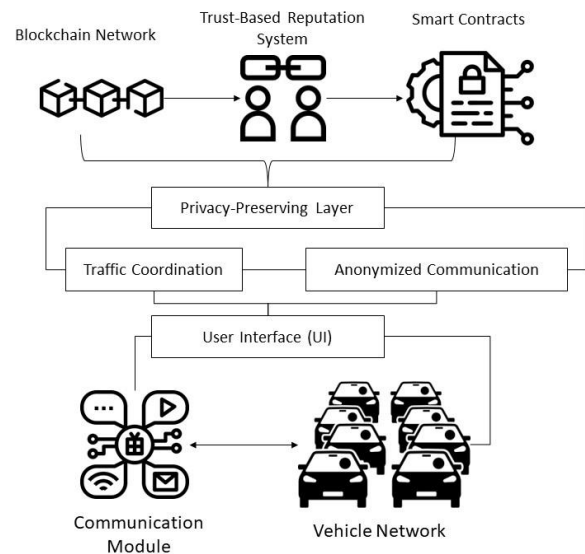 Blockchain Network
Trust-Based Reputation
System
Smart Contracts
Privacy-Preserving Layer
Traffic Coordination
Anonymized Communication
User Interface (UI)
Communication
Module
Vehicle Network